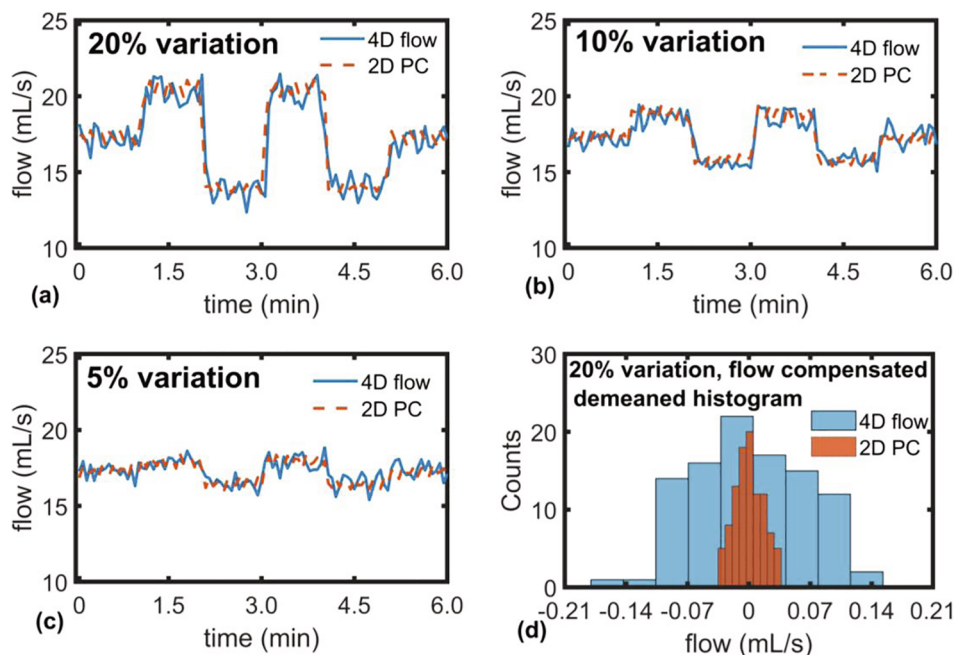 25
20
15
10
flow (mL/s)
20% variation
4D flow
2D PC
0
1.5
3.0
4.5
6.0
time (min)
(a)
25
20
15
10
flow (mL/s)
10% variation
4D flow
2D PC
0
1.5
3.0
4.5
6.0
time (min)
(b)
25
20
15
10
flow (mL/s)
5% variation
4D flow
2D PC
0
1.5
3.0
4.5
6.0
time (min)
(c)
30
20
10
0
Counts
20% variation, flow compensated
demeaned histogram
4D flow
2D PC
-0.21
-0.14
-0.07
0
0.07
0.14
0.21
flow (mL/s)
(d)